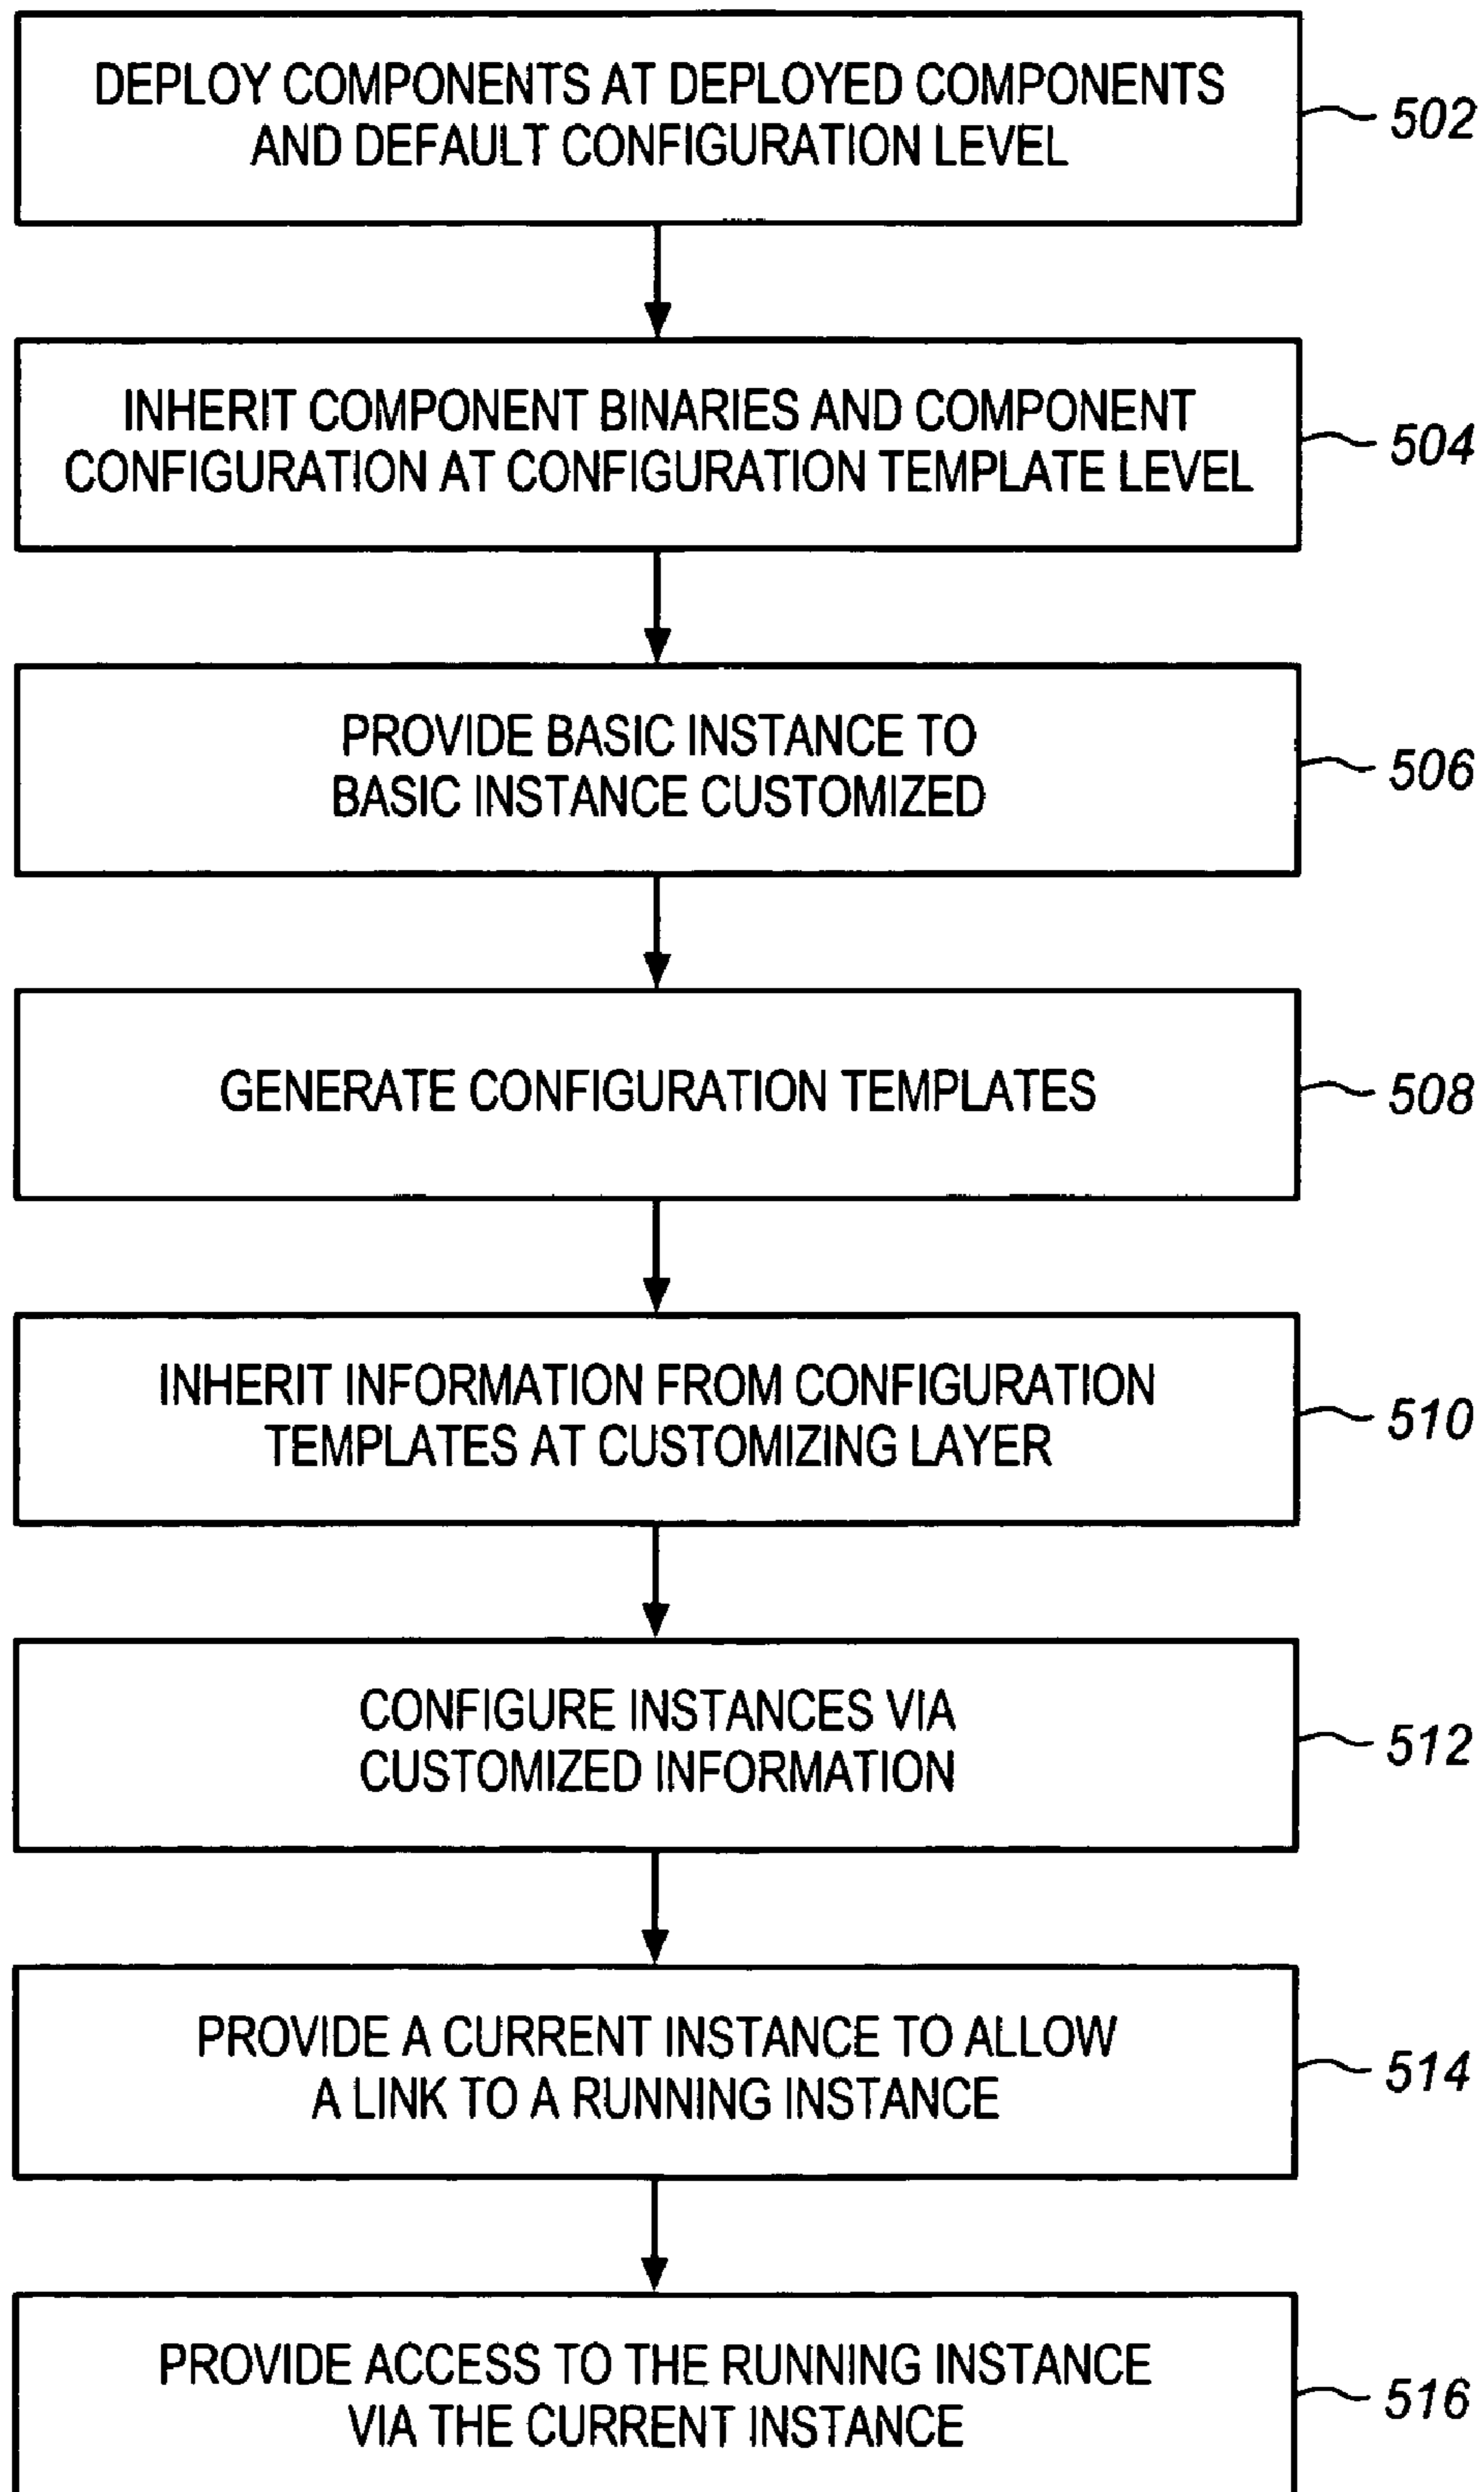 DEPLOY COMPONENTS AT DEPLOYED COMPONENTS
AND DEFAULT CONFIGURATION LEVEL
502
INHERIT COMPONENT BINARIES AND COMPONENT
CONFIGURATION AT CONFIGURATION TEMPLATE LEVEL
504
PROVIDE BASIC INSTANCE TO
BASIC INSTANCE CUSTOMIZED
506
GENERATE CONFIGURATION TEMPLATES
508
INHERIT INFORMATION FROM CONFIGURATION
TEMPLATES AT CUSTOMIZING LAYER
510
CONFIGURE INSTANCES VIA
CUSTOMIZED INFORMATION
512
PROVIDE A CURRENT INSTANCE TO ALLOW
A LINK TO A RUNNING INSTANCE
514
PROVIDE ACCESS TO THE RUNNING INSTANCE
VIA THE CURRENT INSTANCE
516